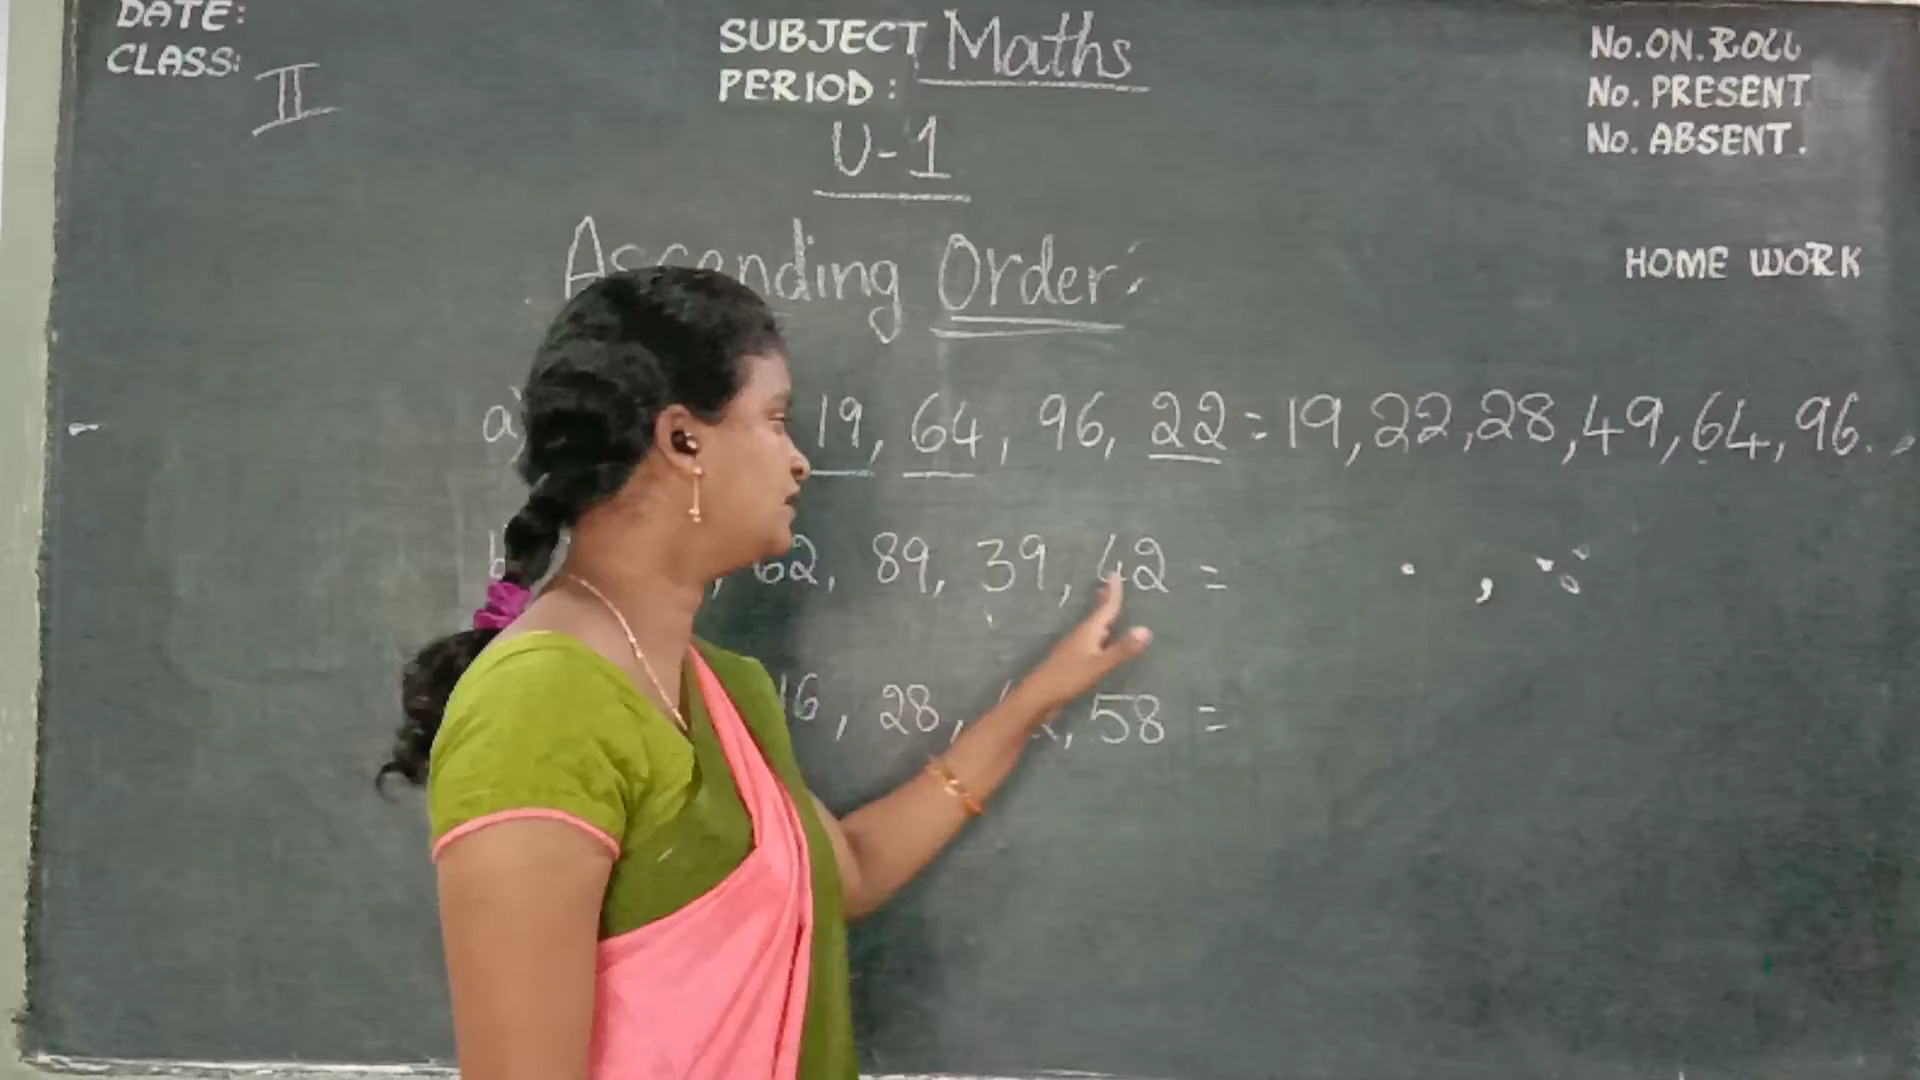 DATE:
CLASS: II
SUBJECT Maths
PERIOD :
U-1
No. ON. ROLL
No. PRESENT
No. ABSENT.
HOME WORK
Ascending Order:
a) 19, 64, 96, 22 = 19, 22, 28, 49, 64, 96.
b 62, 89, 39, 42 =
16, 28, 58 =